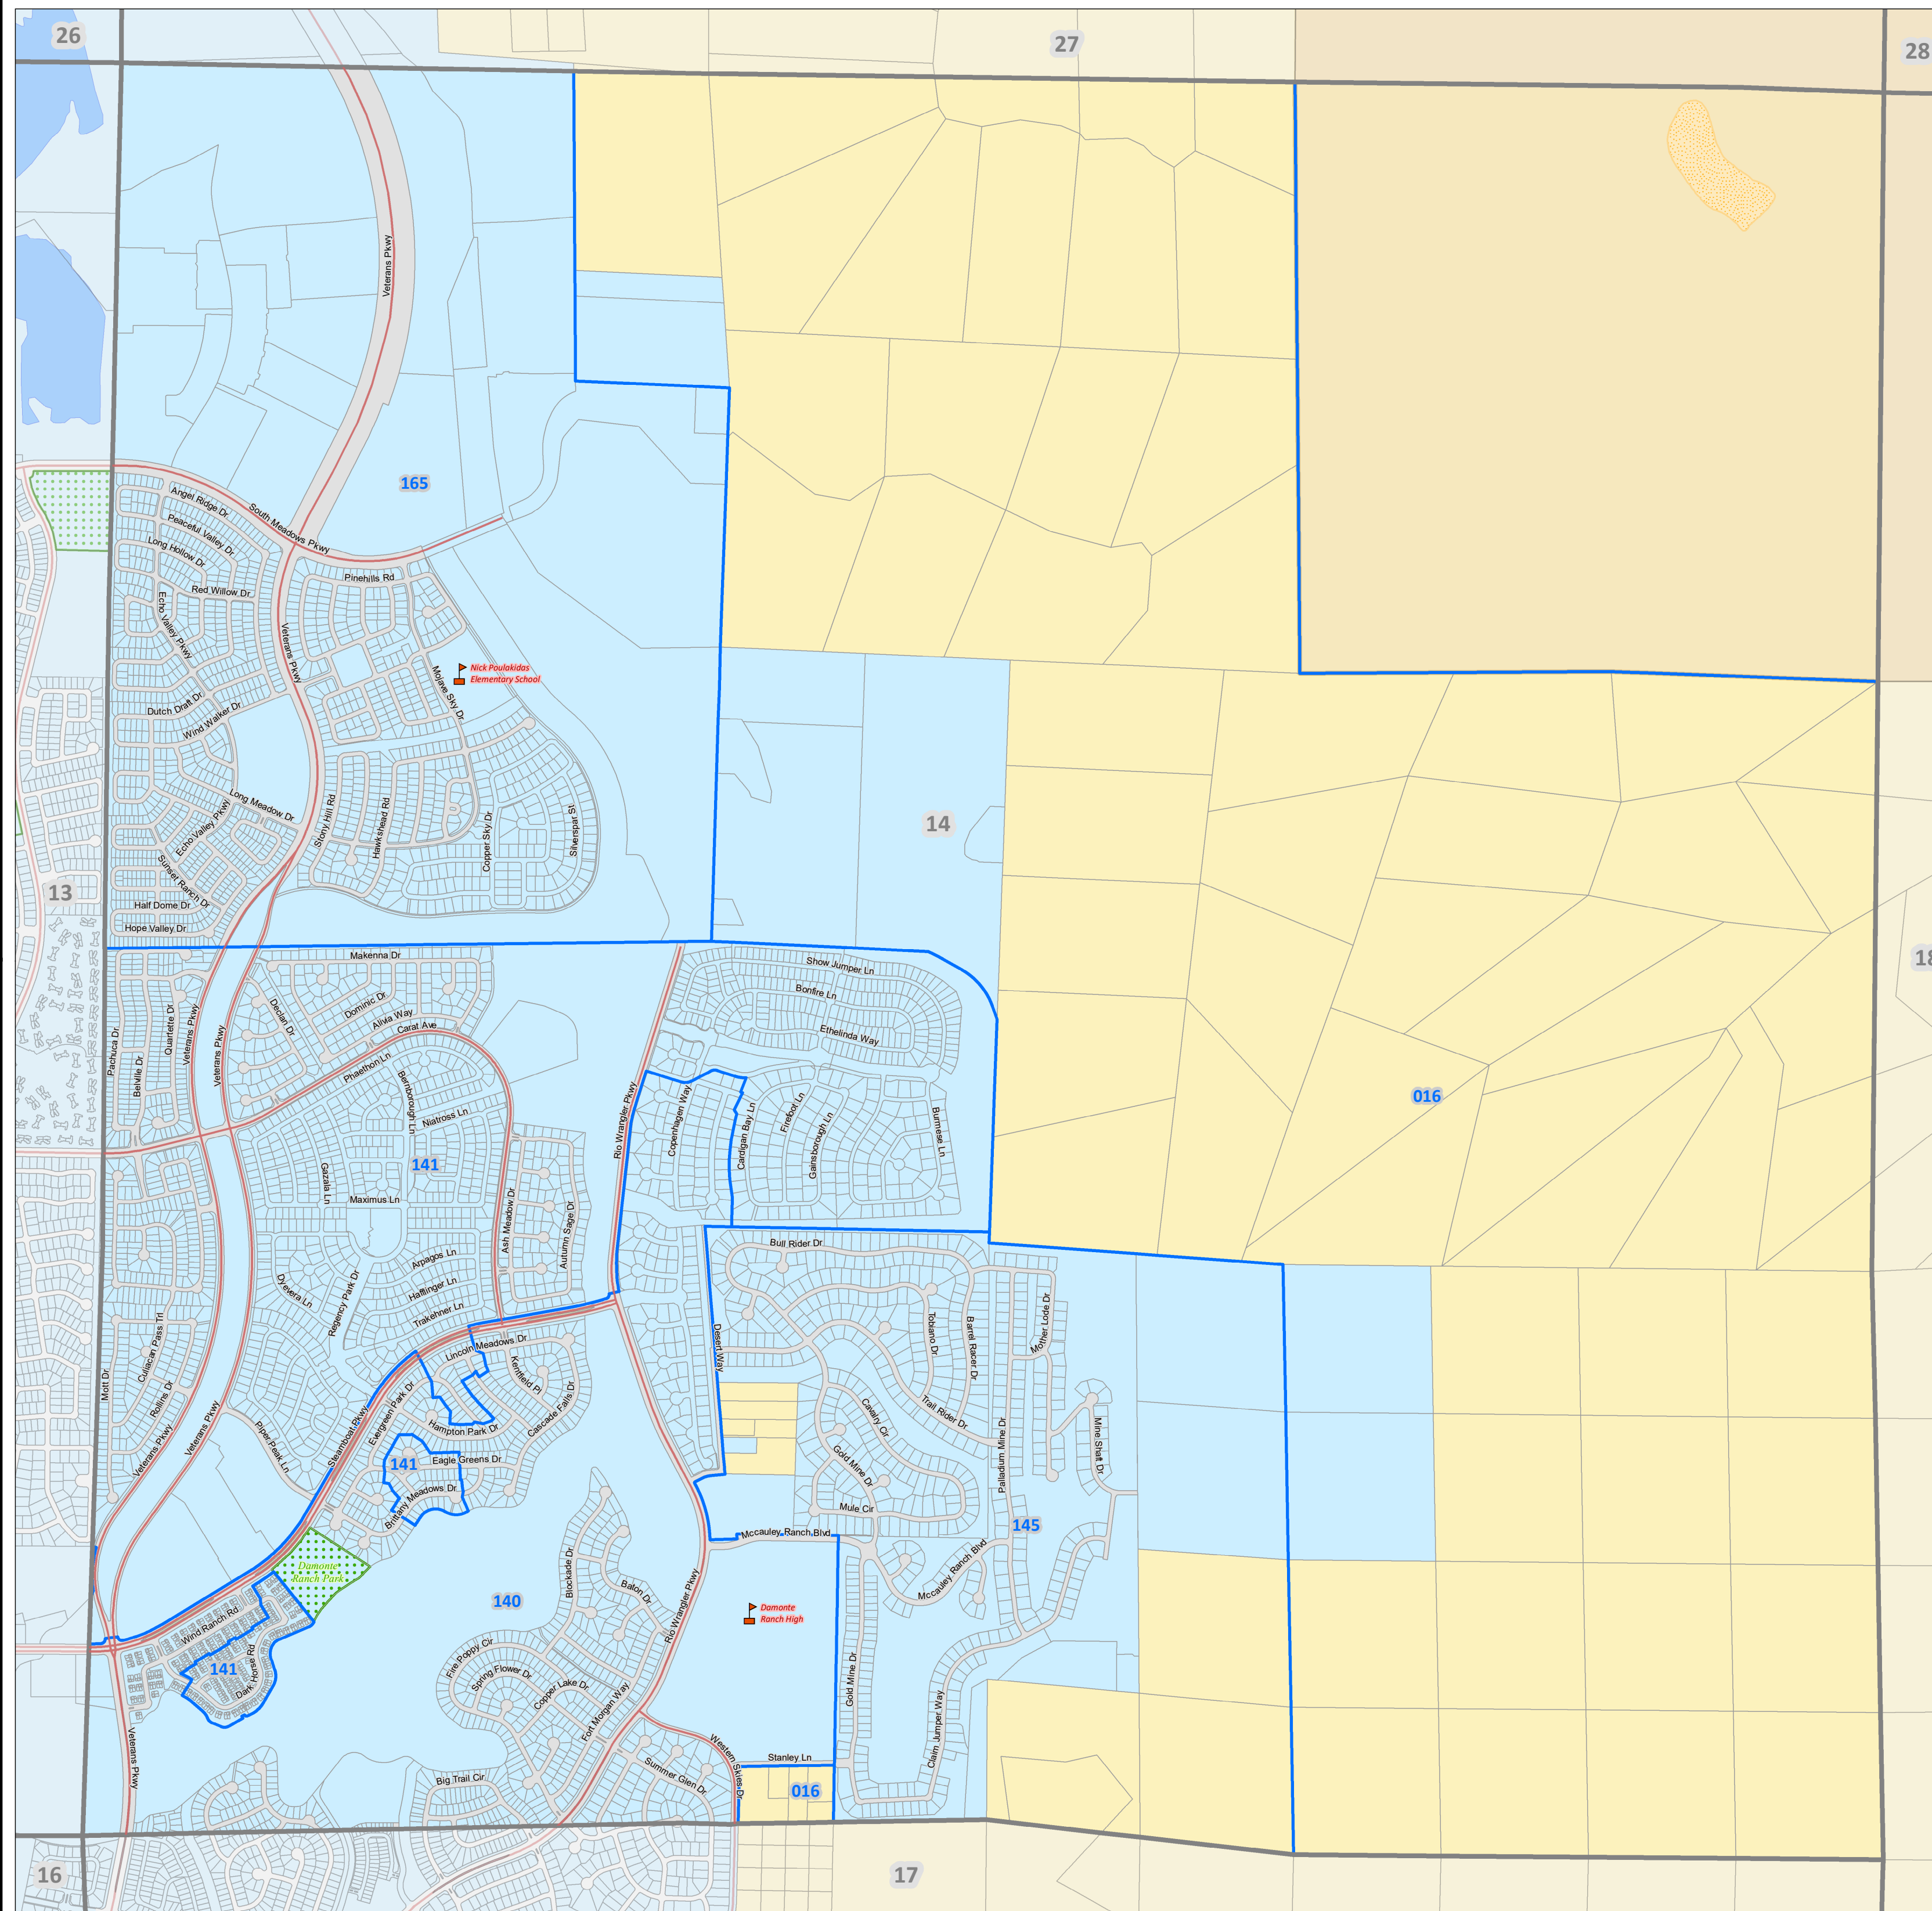 26
27
28
Veterans Pkwy
165
Angel Ridge Dr
South Meadows Pkwy
Peaceful Valley Dr
Long Hollow Dr
Red Willow Dr
Pinehills Rd
Echo Valley Pkwy
Veterans Pkwy
Nick Poulakidas
Elementary School
Mojave Sky Dr
Dutch Draft Dr
Wind Walker Dr
Long Meadow Dr
Echo Valley Pkwy
Stony Hill Rd
Hawkshead Rd
Copper Sky Dr
Silverspar St
14
13
Sunset Ranch Dr
Half Dome Dr
Hope Valley Dr
Makenna Dr
Show Jumper Ln
18
Bonfire Ln
Dominic Dr
Declan Dr
Alivia Way
Carat Ave
Ethelinda Way
Quartette Dr
Veterans Pkwy
Veterans Pkwy
Pachuca Dr
Belville Dr
Phaethon Ln
Bernborough Ln
Niatross Ln
Rio Wrangler Pkwy
Copenhagen Way
Cardigan Bay Ln
Firefoot Ln
Gainsborough Ln
Burmese Ln
016
141
Gazala Ln
Maximus Ln
Ash Meadow Dr
Autumn Sage Dr
Bull Rider Dr
Arpagos Ln
Dyevera Ln
Regency Park Dr
Haflinger Ln
Trakehner Ln
Desert Way
Tobiano Dr
Barrel Racer Dr
Mother Lode Dr
Culiacan Pass Trl
Mott Dr
Rollins Dr
Lincoln Meadows Dr
Kentfield Pl
Evergreen Park Dr
Steamboat Pkwy
Hampton Park Dr
Cascade Falls Dr
Trail Rider Dr
Cavalry Cir
Palladium Mine Dr
Mine Shaft Dr
Veterans Pkwy
Veterans Pkwy
Piper Peak Ln
141
Eagle Greens Dr
Gold Mine Dr
Brittany Meadows Dr
Mule Cir
Mccauley Ranch Blvd
145
Mccauley Ranch Blvd
Damonte
Ranch Park
Blockade Dr
Balon Dr
140
Rio Wrangler Pkwy
Damonte
Ranch High
Wind Ranch Rd
141
Dark Horse Rd
Fire Poppy Cir
Spring Flower Dr
Copper Lake Dr
Fort Morgan Way
Gold Mine Dr
Claim Jumper Way
Veterans Pkwy
Western Skies Dr
Stanley Ln
Summer Glen Dr
Big Trail Cir
016
16
17